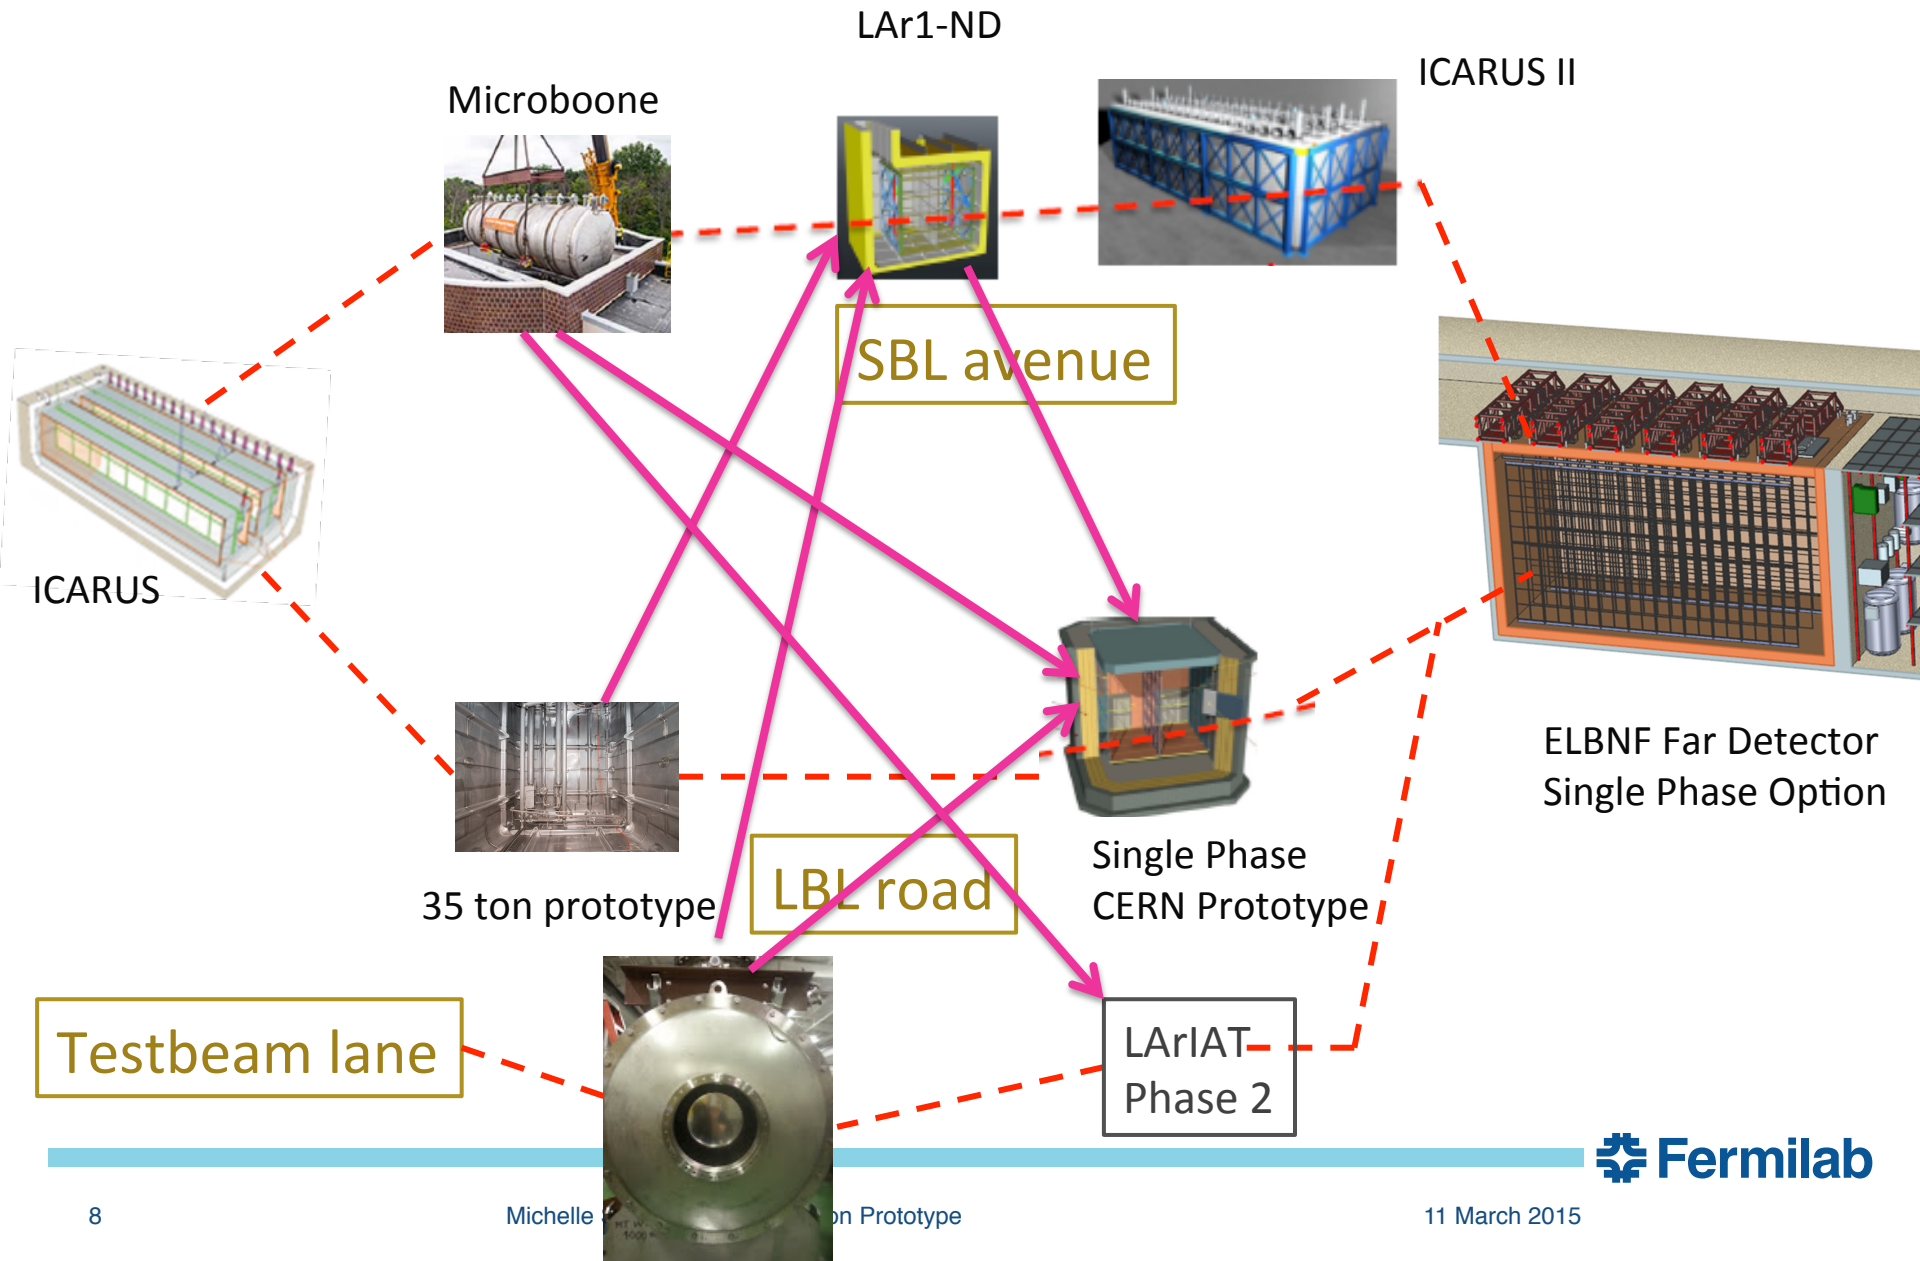 LAr1-ND
ICARUS II
Microboone
SBL avenue
ICARUS
ELBNF Far Detector
Single Phase Option
Single Phase
CERN Prototype
LBL road
35 ton prototype
Testbeam lane
LArIAT
Phase 2
Fermilab
8
Michelle
on Prototype
11 March 2015